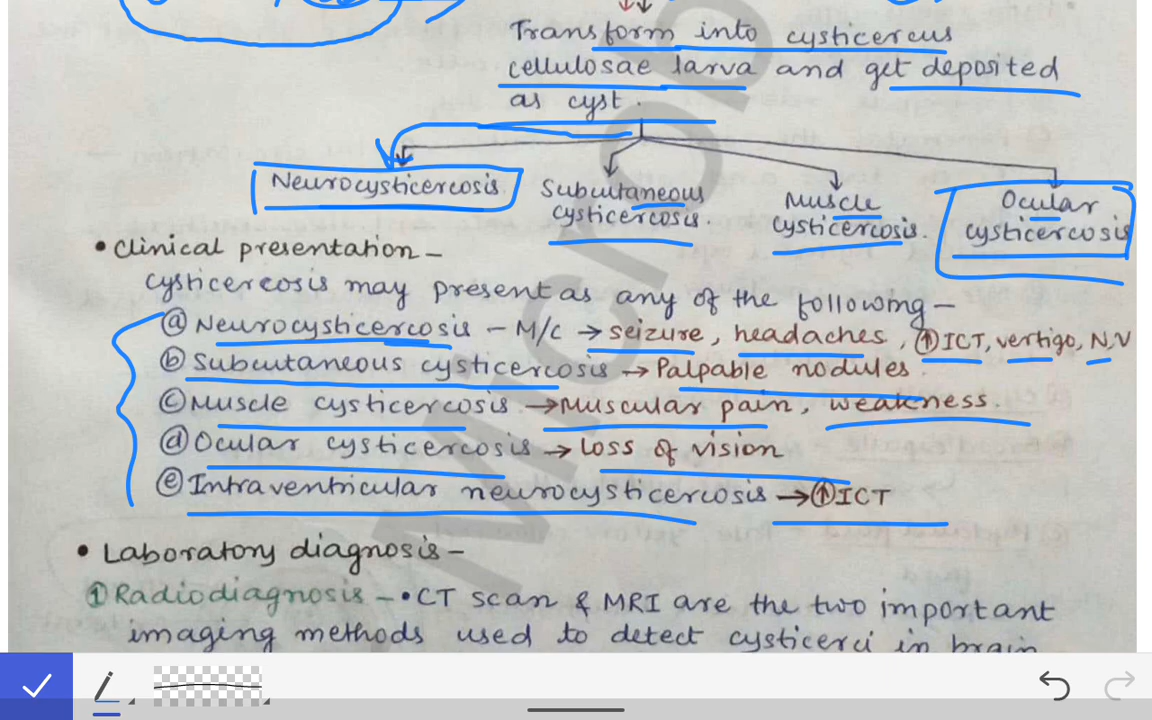 Transform into cysticercus
cellulosae larva and get deposited
as cyst.
Neurocysticercosis.
Subcutaneous
cysticercosis.
Muscle
cysticercosis.
Ocular
cysticercosis
• Clinical presentation -
Cysticercosis may present as any of the following -
ⓐ Neurocysticercosis - M/C → seizure, headaches, ↑ICT, vertigo, N,V
ⓑ Subcutaneous cysticercosis → Palpable nodules.
ⓒ Muscle cysticercosis → Muscular pain, weakness.
ⓓ Ocular cysticercosis → Loss of vision
ⓔ Intraventricular neurocysticercosis → ↑ICT
• Laboratory diagnosis -
① Radiodiagnosis - • CT scan & MRI are the two important
imaging methods used to detect cysticerci in brain